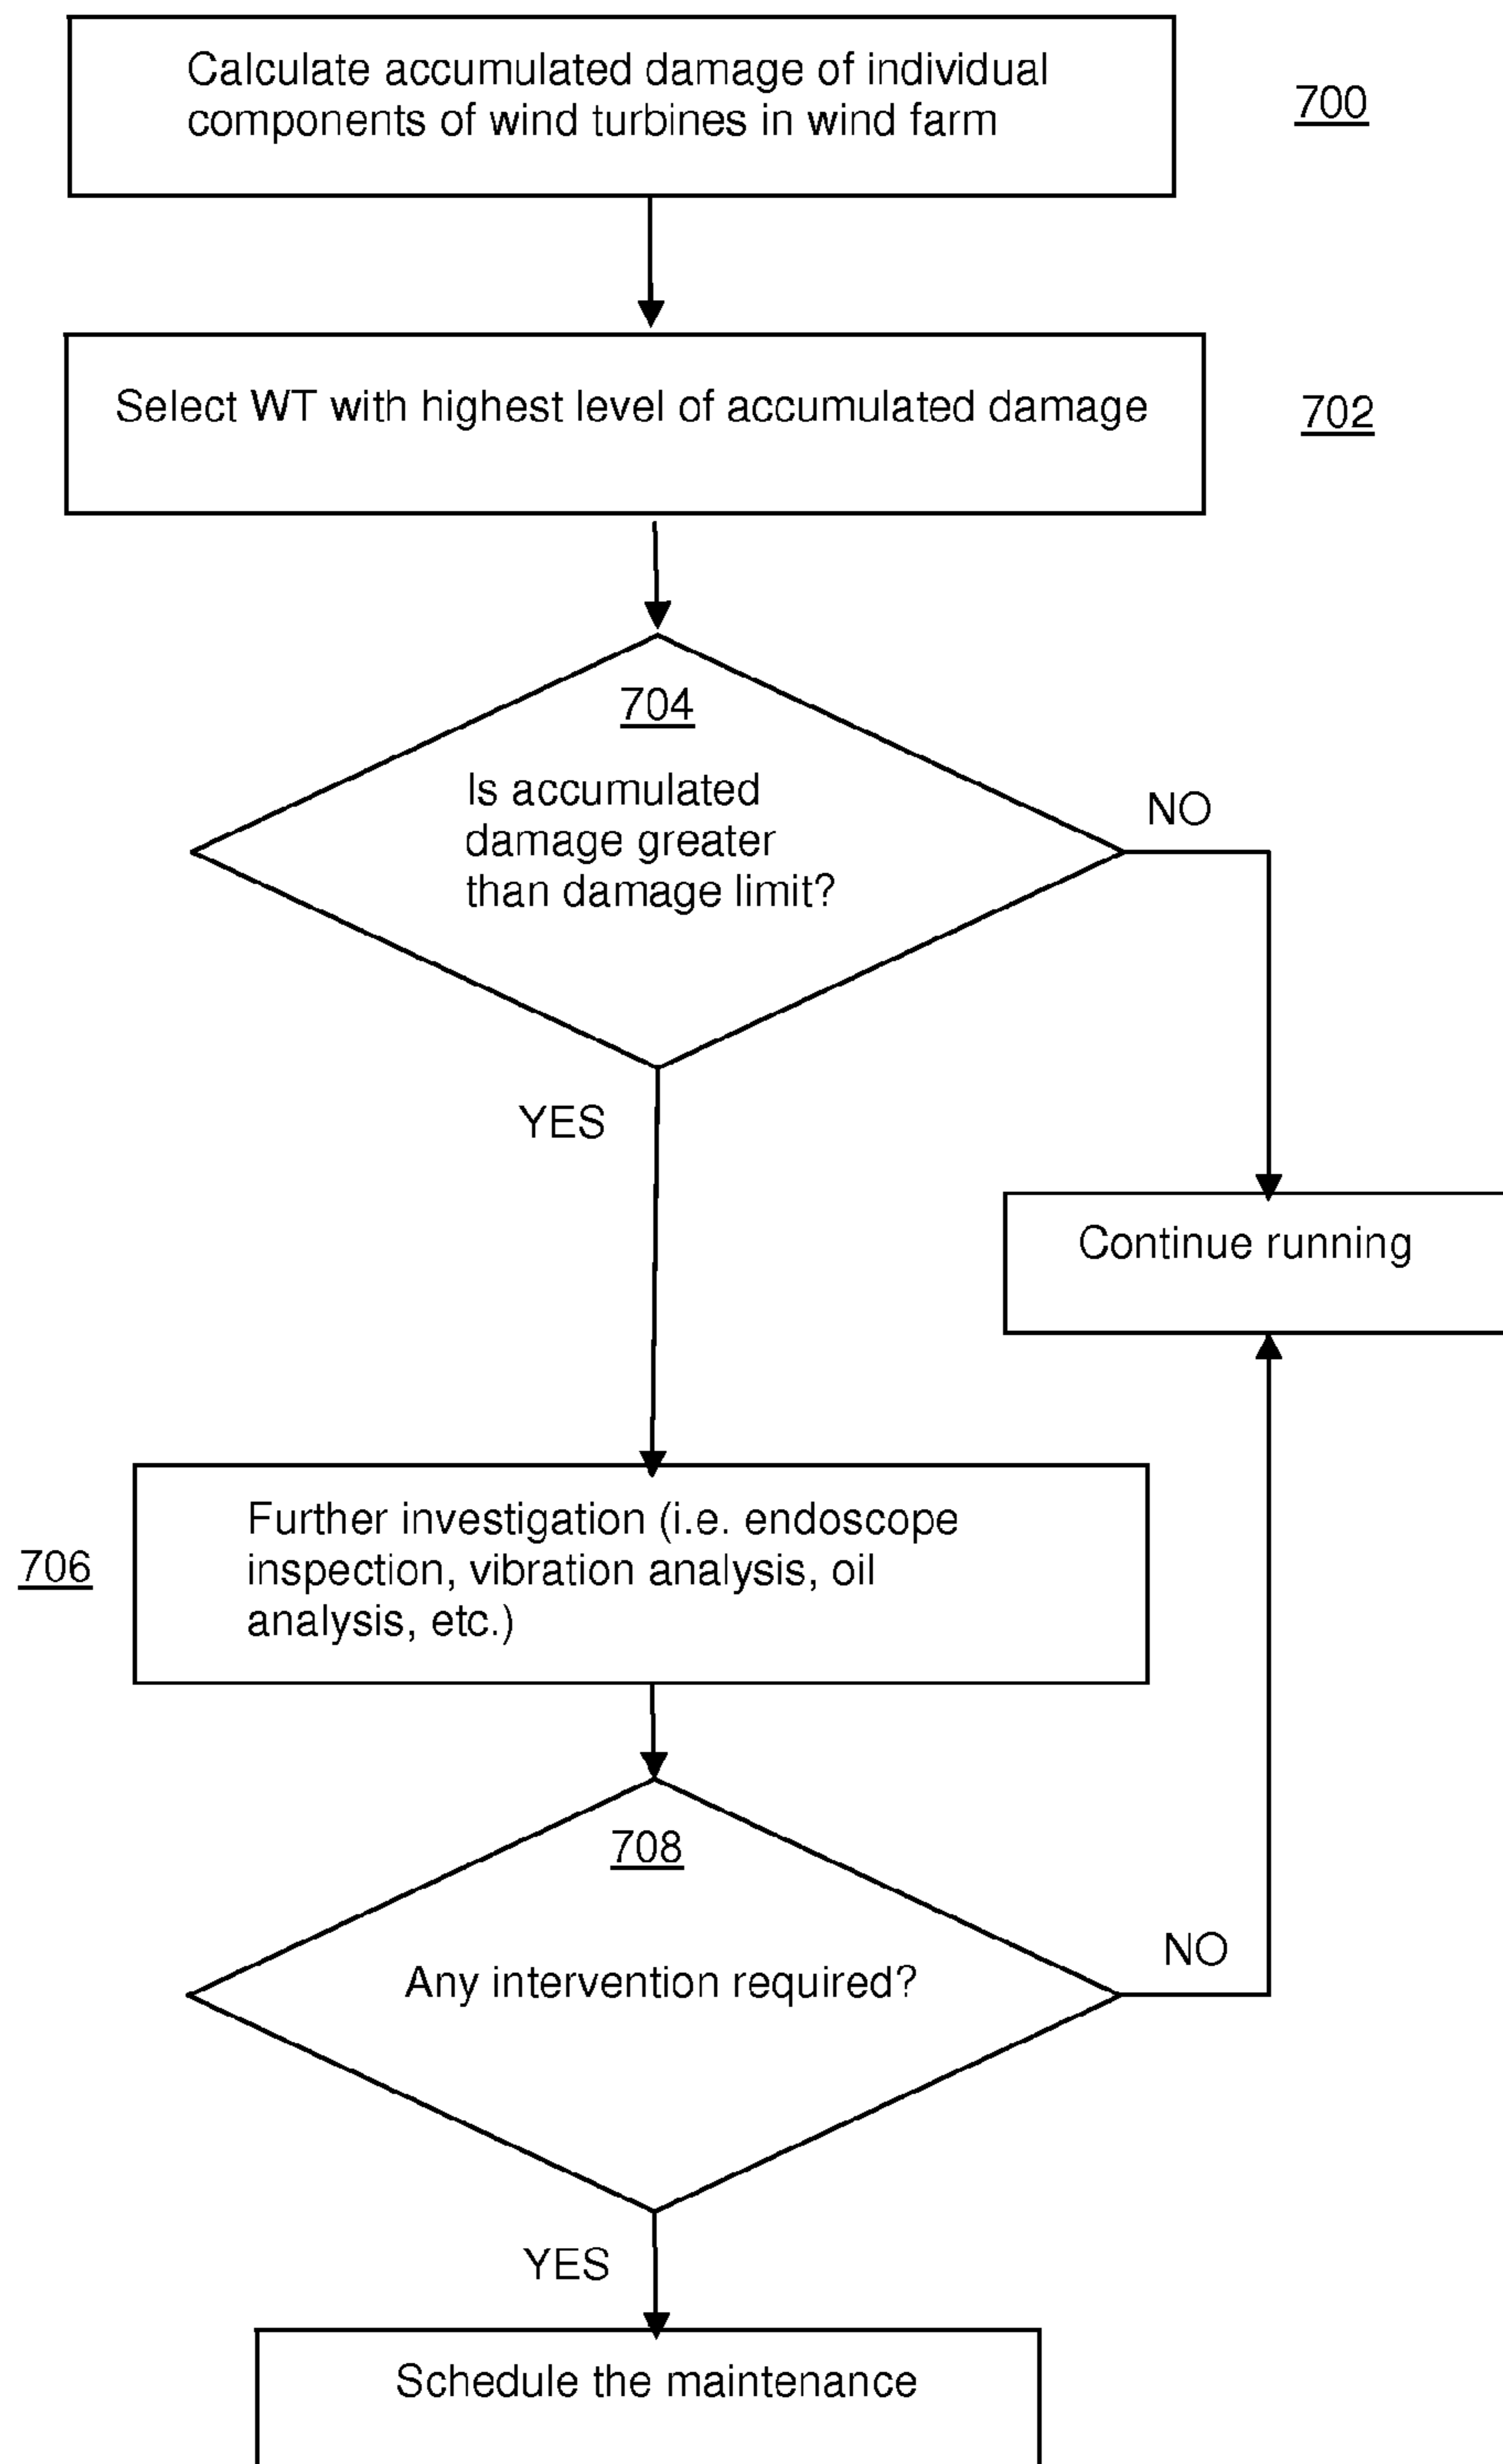 Calculate accumulated damage of individual
components of wind turbines in wind farm
700
Select WT with highest level of accumulated damage
702
704
Is accumulated
damage greater
than damage limit?
NO
YES
Continue running
706
Further investigation (i.e. endoscope
inspection, vibration analysis, oil
analysis, etc.)
708
Any intervention required?
NO
YES
Schedule the maintenance